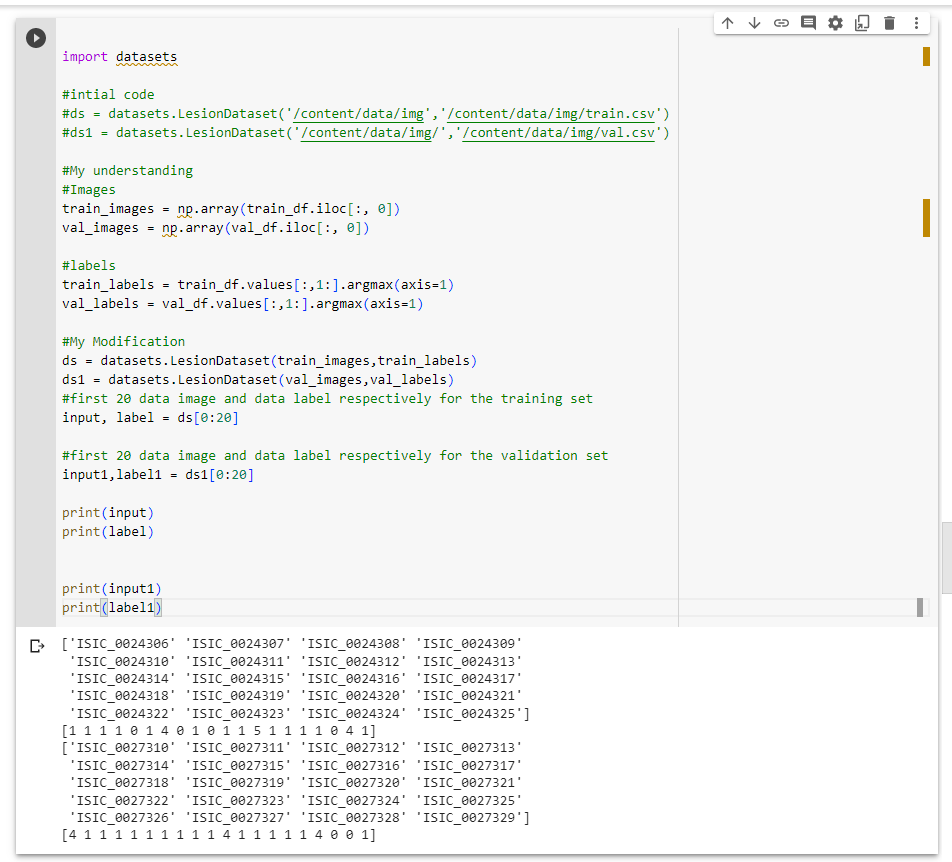 import datasets
#intial code
#ds = datasets.LesionDataset('/content/data/img','/content/data/img/train.csv')
#ds1 = datasets.LesionDataset('/content/data/img/','/content/data/img/val.csv')
#My understanding
#Images
train_images = np.array(train_df.iloc[:, 0])
val_images = np.array(val_df.iloc[:, 0])
#labels
train_labels = train_df.values[:,1:].argmax(axis=1)
val_labels = val_df.values[:,1:].argmax(axis=1)
#My Modification
ds = datasets.LesionDataset(train_images,train_labels)
ds1 = datasets.LesionDataset(val_images,val_labels)
#first 20 data image and data label respectively for the training set
input, label = ds[0:20]
#first 20 data image and data label respectively for the validation set
input1,label1 = ds1[0:20]
print(input)
print(label)
print(input1)
print(label1)
['ISIC_0024306' 'ISIC_0024307' 'ISIC_0024308' 'ISIC_0024309'
'ISIC_0024310' 'ISIC_0024311' 'ISIC_0024312' 'ISIC_0024313'
'ISIC_0024314' 'ISIC_0024315' 'ISIC_0024316' 'ISIC_0024317'
'ISIC_0024318' 'ISIC_0024319' 'ISIC_0024320' 'ISIC_0024321'
'ISIC_0024322' 'ISIC_0024323' 'ISIC_0024324' 'ISIC_0024325']
[1 1 1 1 0 1 4 0 1 0 1 1 5 1 1 1 1 0 4 1]
['ISIC_0027310' 'ISIC_0027311' 'ISIC_0027312' 'ISIC_0027313'
'ISIC_0027314' 'ISIC_0027315' 'ISIC_0027316' 'ISIC_0027317'
'ISIC_0027318' 'ISIC_0027319' 'ISIC_0027320' 'ISIC_0027321'
'ISIC_0027322' 'ISIC_0027323' 'ISIC_0027324' 'ISIC_0027325'
'ISIC_0027326' 'ISIC_0027327' 'ISIC_0027328' 'ISIC_0027329']
[4 1 1 1 1 1 1 1 1 1 4 1 1 1 1 1 4 0 0 1]